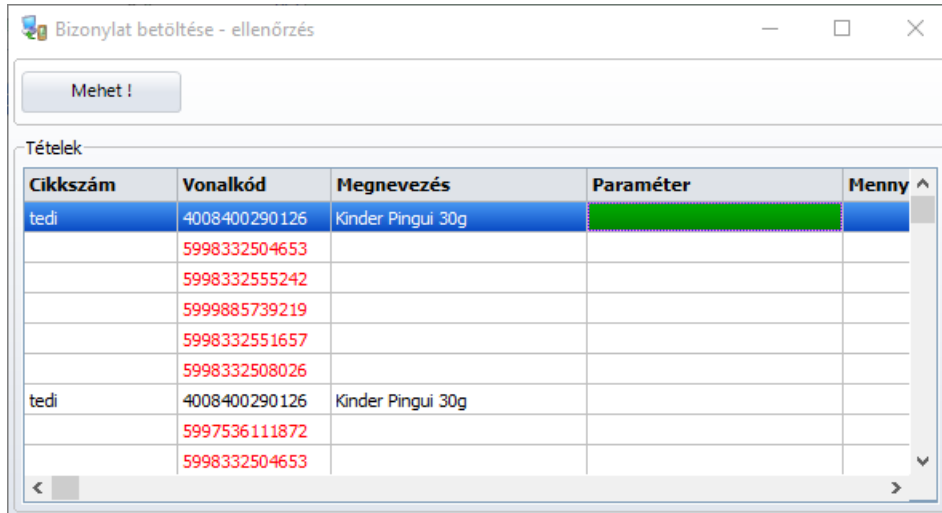 Bizonylat betöltése - ellenőrzés
Mehet !
Tételek
Cikkszám Vonalkód Megnevezés Paraméter Menny
tedi 4008400290126 Kinder Pingui 30g
5998332504653
5998332555242
5999885739219
5998332551657
5998332508026
tedi 4008400290126 Kinder Pingui 30g
5997536111872
5998332504653